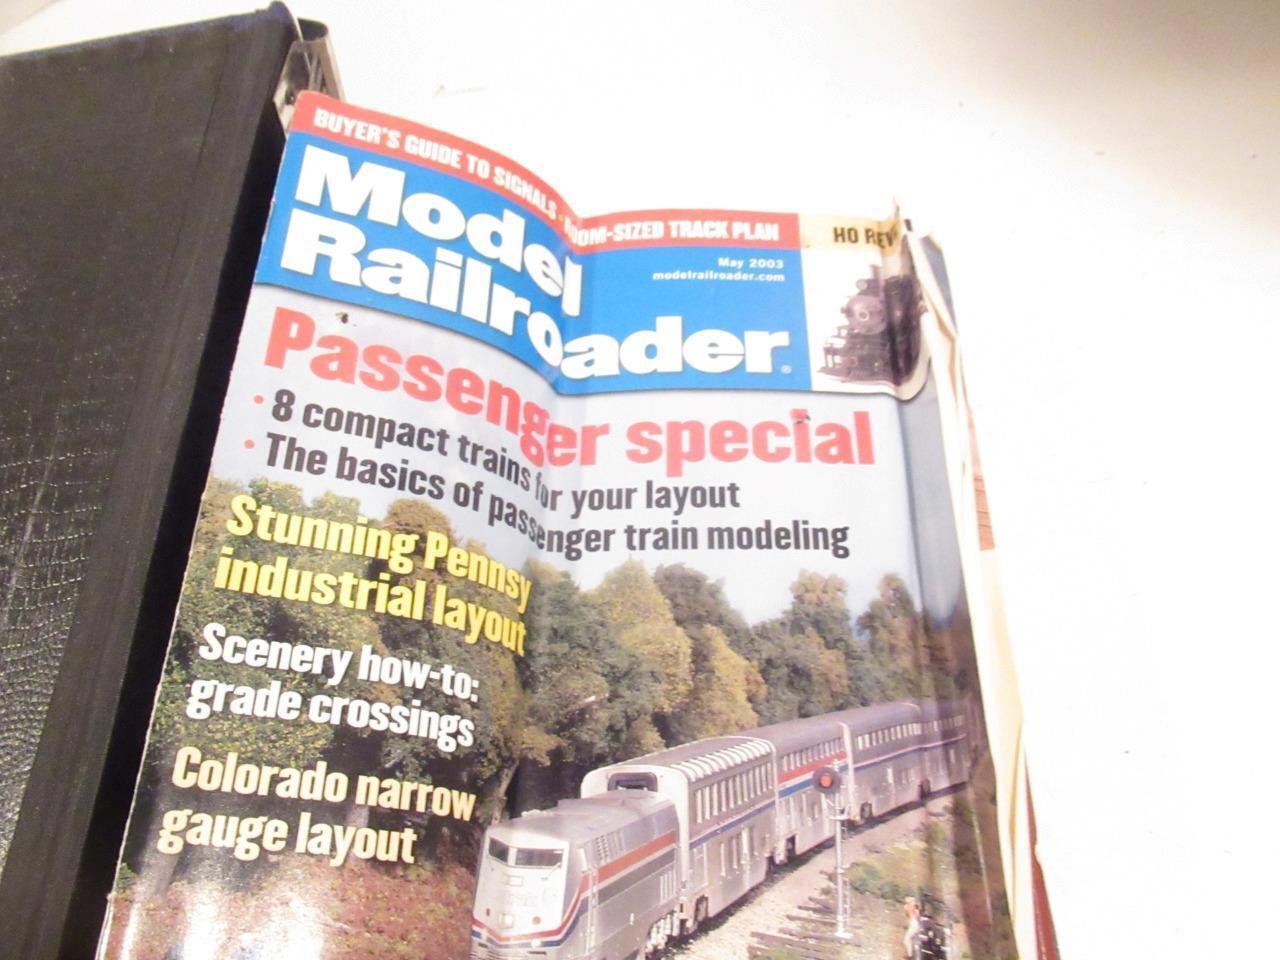 BUYER'S GUIDE TO SIGNALS • ROOM-SIZED TRACK PLAN
HO REV
Model
Railroader®
May 2003
modelrailroader.com
Passenger special
• 8 compact trains for your layout
• The basics of passenger train modeling
Stunning Pennsy
industrial layout
Scenery how-to:
grade crossings
Colorado narrow
gauge layout